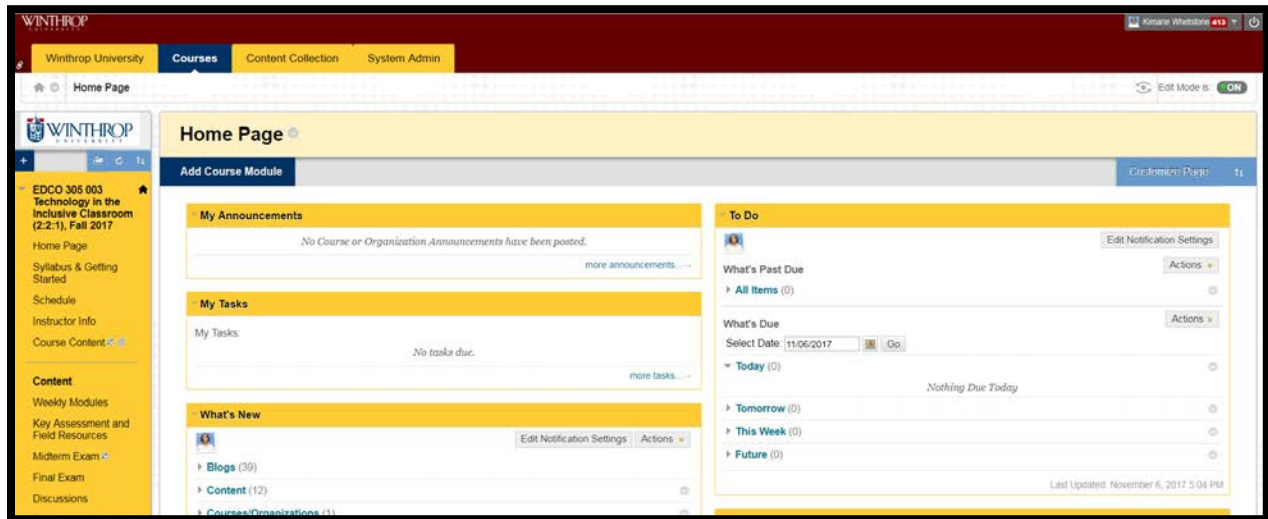 WINTHROP
UNIVERSITY
Kimarie Whetstone 413
Winthrop University
Courses
Content Collection
System Admin
Home Page
Edit Mode is: ON
WINTHROP
UNIVERSITY
EDCO 305 003
Technology in the
Inclusive Classroom
(2:2:1), Fall 2017
Home Page
Syllabus & Getting
Started
Schedule
Instructor Info
Course Content
Content
Weekly Modules
Key Assessment and
Field Resources
Midterm Exam
Final Exam
Discussions
Home Page
Add Course Module
Customize Page
My Announcements
No Course or Organization Announcements have been posted.
more announcements...
My Tasks
My Tasks:
No tasks due.
more tasks...
What's New
Edit Notification Settings
Actions
Blogs (39)
Content (12)
Courses/Organizations (1)
To Do
Edit Notification Settings
What's Past Due
Actions
All Items (0)
What's Due
Actions
Select Date: 11/06/2017 Go
Today (0)
Nothing Due Today
Tomorrow (0)
This Week (0)
Future (0)
Last Updated: November 6, 2017 5:04 PM